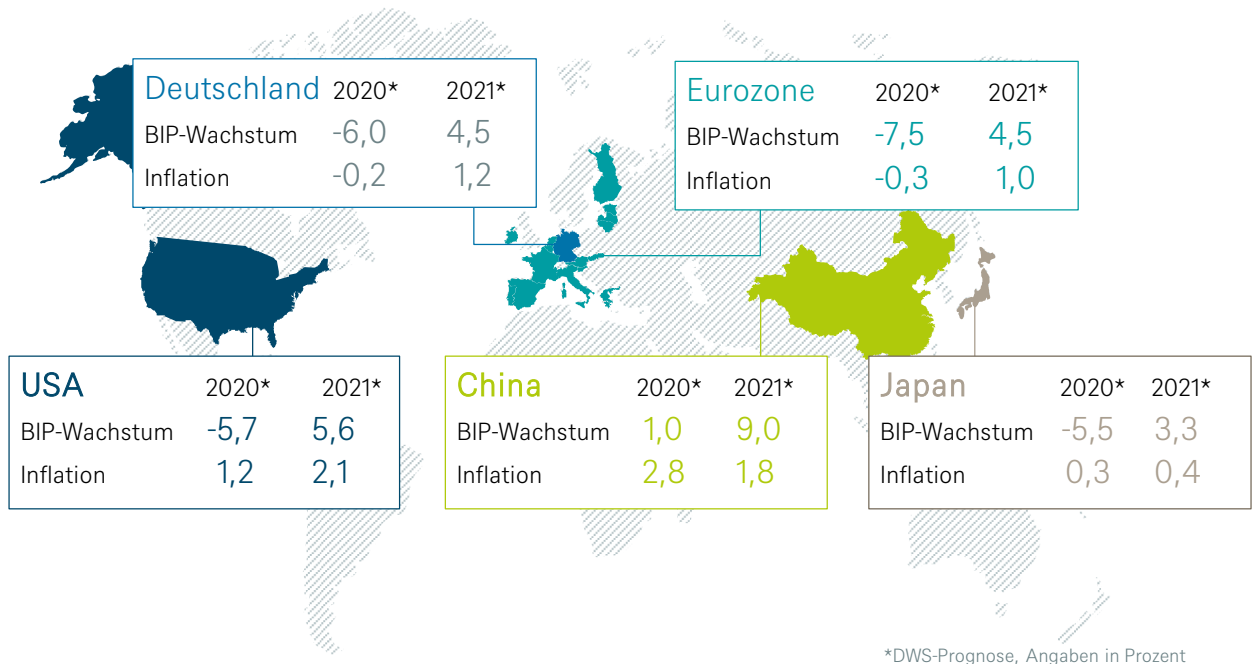 Deutschland 2020* 2021*
BIP-Wachstum -6,0 4,5
Inflation -0,2 1,2
Eurozone 2020* 2021*
BIP-Wachstum -7,5 4,5
Inflation -0,3 1,0
USA 2020* 2021*
BIP-Wachstum -5,7 5,6
Inflation 1,2 2,1
China 2020* 2021*
BIP-Wachstum 1,0 9,0
Inflation 2,8 1,8
Japan 2020* 2021*
BIP-Wachstum -5,5 3,3
Inflation 0,3 0,4
*DWS-Prognose, Angaben in Prozent